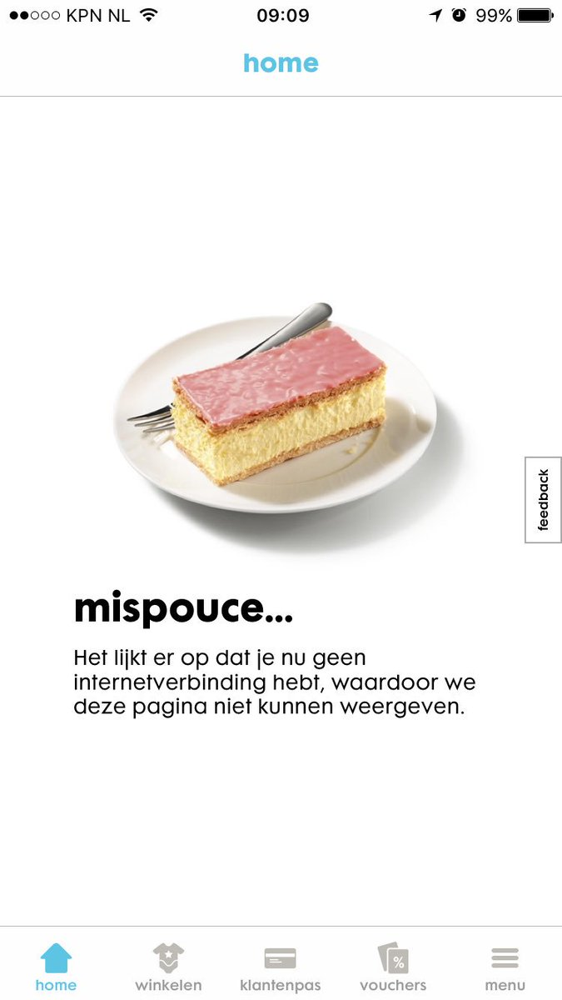 KPN NL 09:09 99%
home
feedback
mispouce...
Het lijkt er op dat je nu geen
internetverbinding hebt, waardoor we
deze pagina niet kunnen weergeven.
%
home winkelen klantenpas vouchers menu